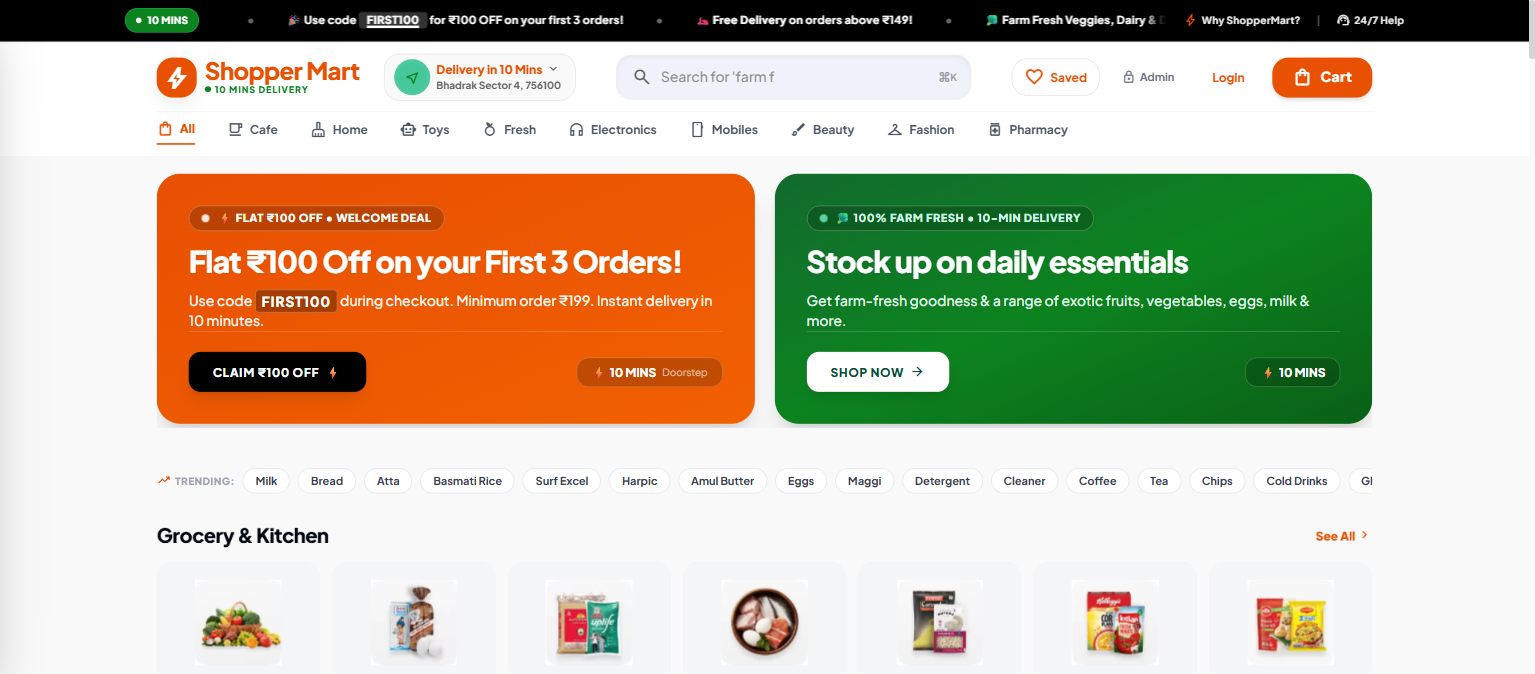 10 MINS
Use code FIRST100 for ₹100 OFF on your first 3 orders!
Free Delivery on orders above ₹149!
Farm Fresh Veggies, Dairy &
Why ShopperMart?
24/7 Help
Shopper Mart
10 MINS DELIVERY
Delivery in 10 Mins
Bhadrak Sector 4, 756100
Search for 'farm f
⌘K
Saved
Admin
Login
Cart
All
Cafe
Home
Toys
Fresh
Electronics
Mobiles
Beauty
Fashion
Pharmacy
FLAT ₹100 OFF • WELCOME DEAL
Flat ₹100 Off on your First 3 Orders!
Use code FIRST100 during checkout. Minimum order ₹199. Instant delivery in
10 minutes.
CLAIM ₹100 OFF
10 MINS Doorstep
100% FARM FRESH • 10-MIN DELIVERY
Stock up on daily essentials
Get farm-fresh goodness & a range of exotic fruits, vegetables, eggs, milk &
more.
SHOP NOW →
10 MINS
TRENDING:
Milk
Bread
Atta
Basmati Rice
Surf Excel
Harpic
Amul Butter
Eggs
Maggi
Detergent
Cleaner
Coffee
Tea
Chips
Cold Drinks
Grocery & Kitchen
See All
uplife
Kellogg's